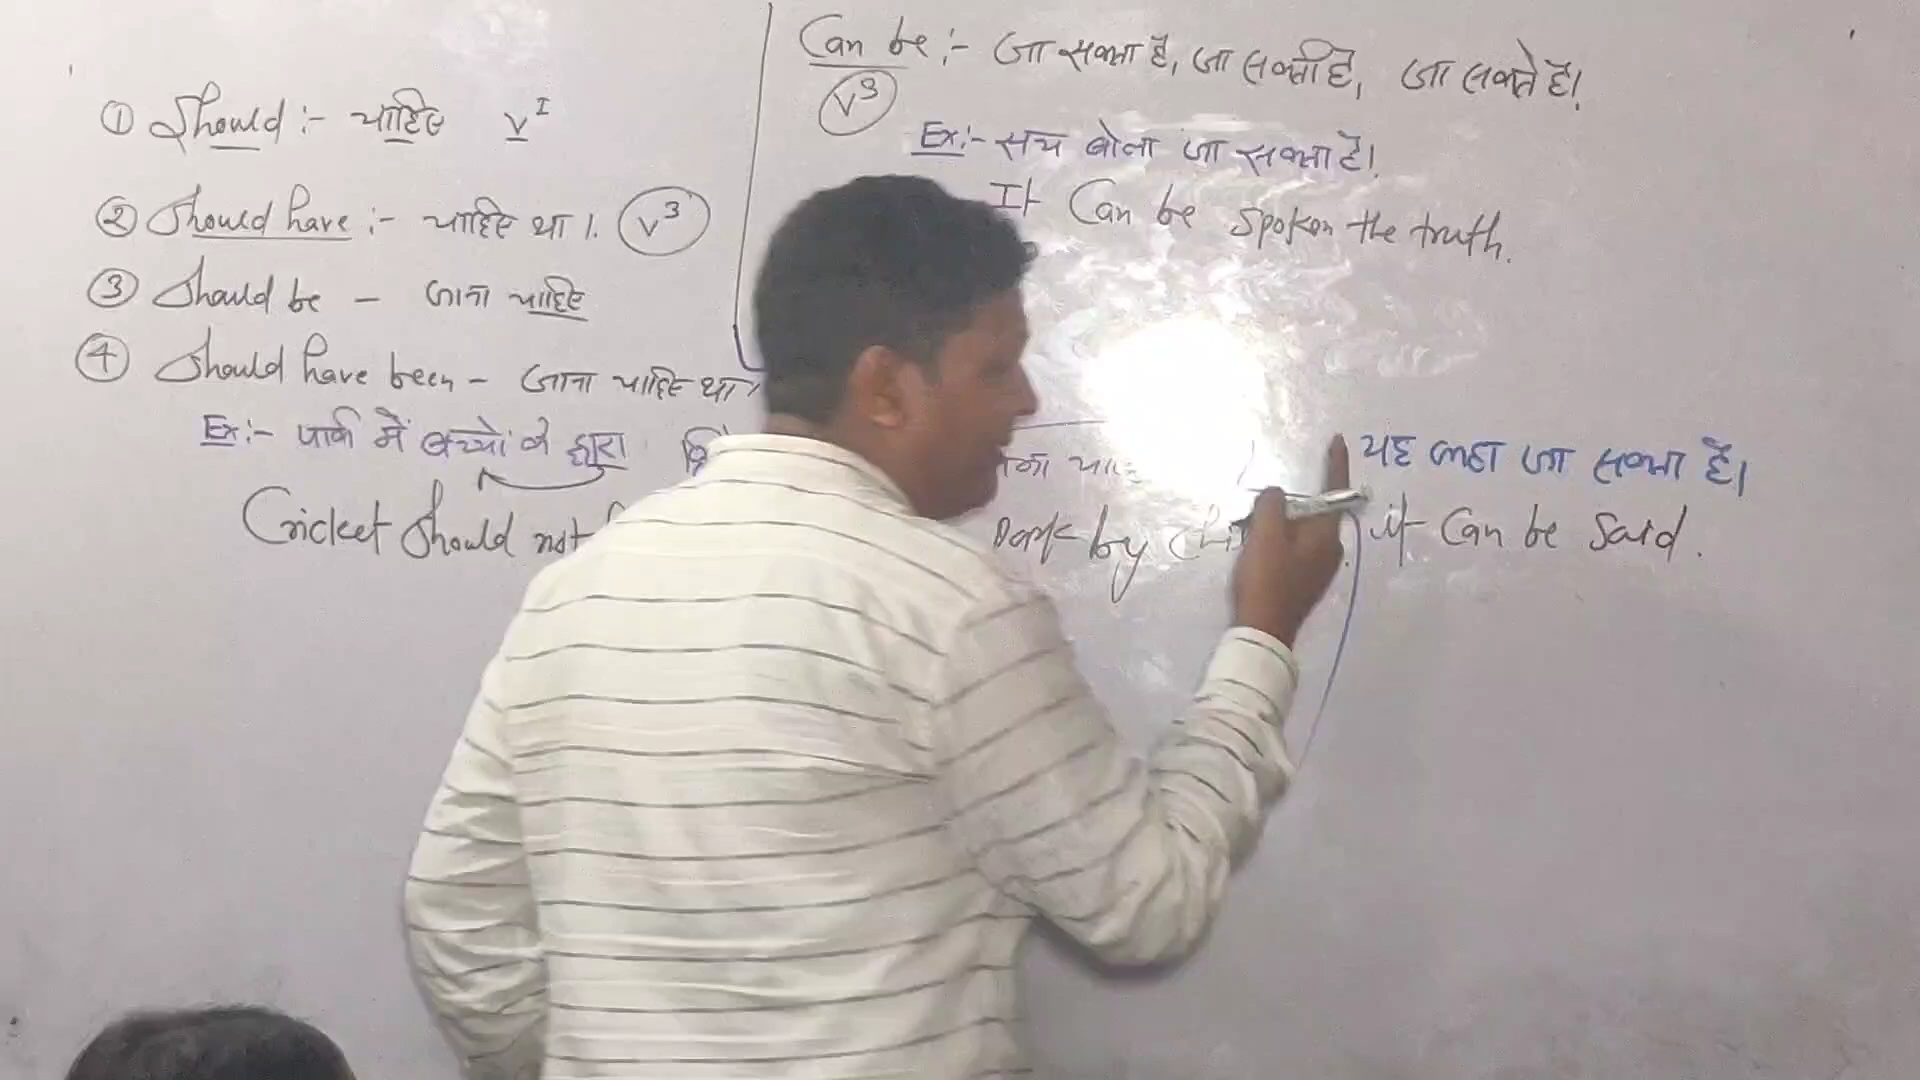 ① Should :- चाहिए V¹
② Should have :- चाहिए था। V³
③ Should be - जाना चाहिए
④ Should have been - जाना चाहिए था।
Ex:- पार्क में बच्चों के द्वारा
Cricket should not
Park by
Can be :- जा सकता है, जा सकती है, जा सकते है।
V³
Ex:- सच बोला जा सकता है।
It Can be Spoken the truth.
यह कहा जा सकता है।
it Can be Said.